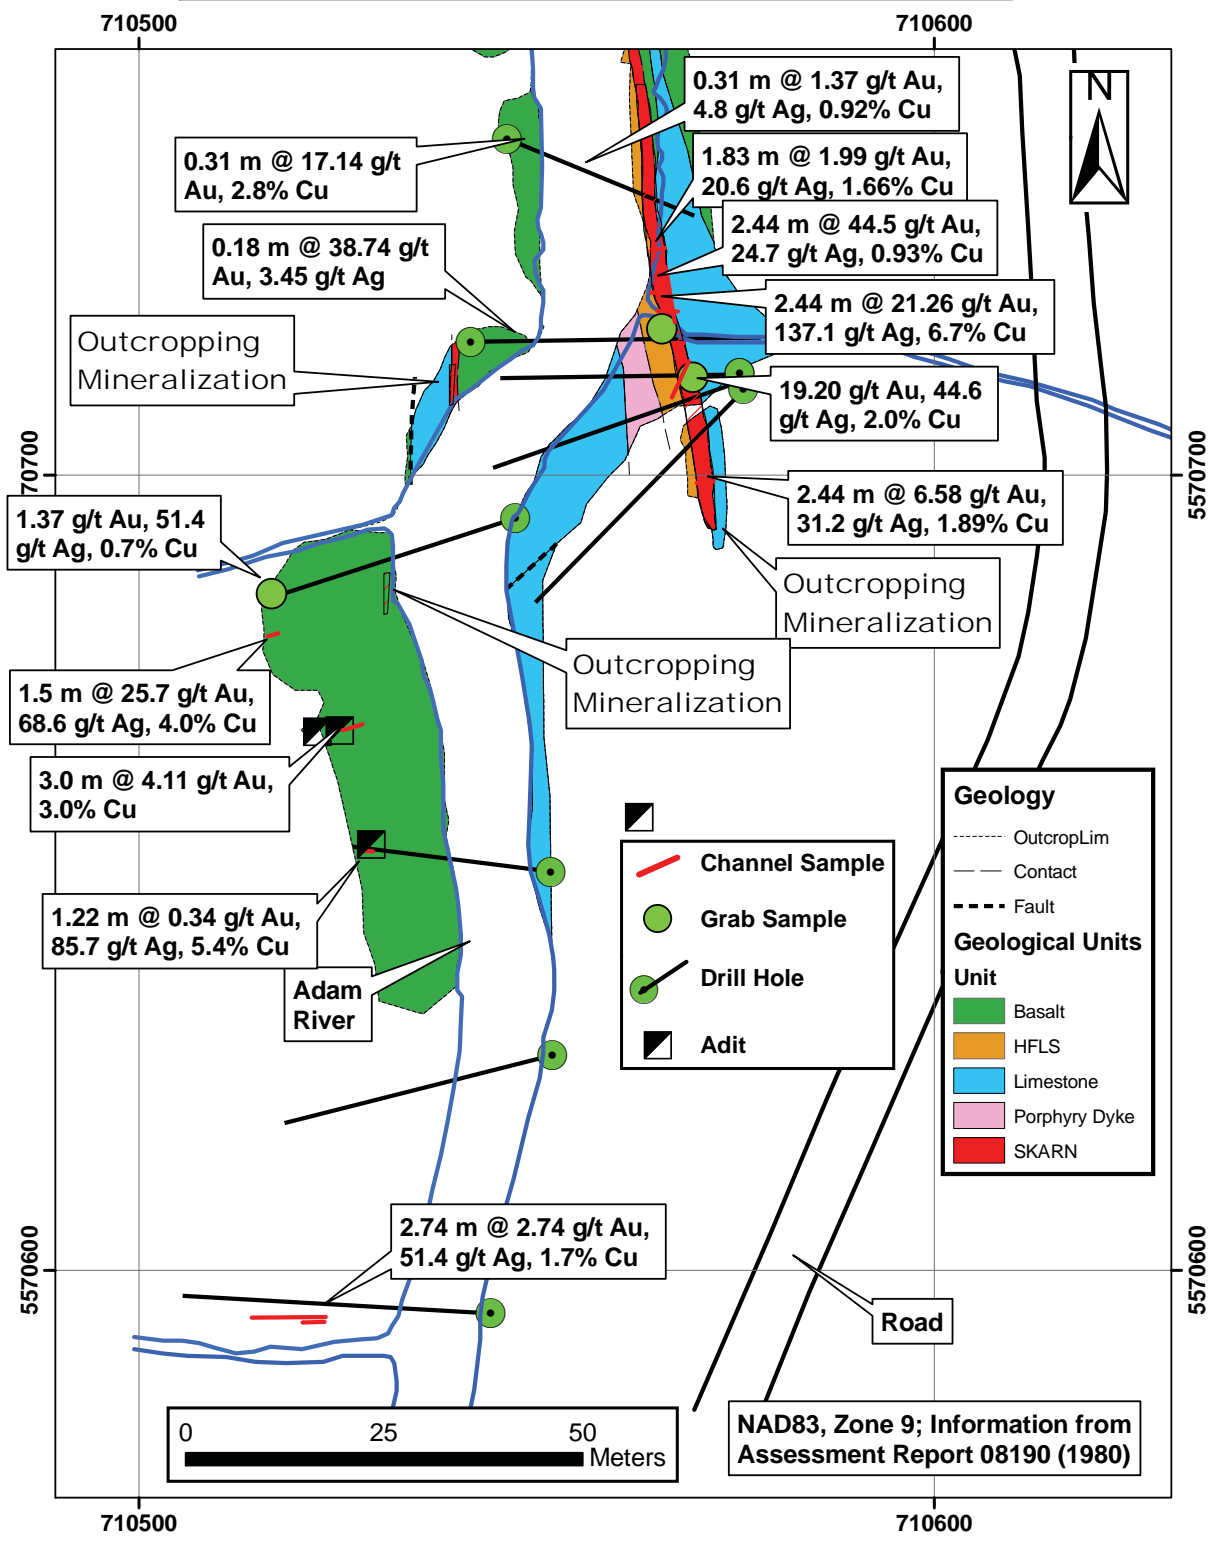 710500
710600
N
0.31 m @ 1.37 g/t Au,
4.8 g/t Ag, 0.92% Cu
0.31 m @ 17.14 g/t
Au, 2.8% Cu
1.83 m @ 1.99 g/t Au,
20.6 g/t Ag, 1.66% Cu
0.18 m @ 38.74 g/t
Au, 3.45 g/t Ag
2.44 m @ 44.5 g/t Au,
24.7 g/t Ag, 0.93% Cu
2.44 m @ 21.26 g/t Au,
137.1 g/t Ag, 6.7% Cu
Outcropping
Mineralization
19.20 g/t Au, 44.6
g/t Ag, 2.0% Cu
70700
5570700
2.44 m @ 6.58 g/t Au,
31.2 g/t Ag, 1.89% Cu
1.37 g/t Au, 51.4
g/t Ag, 0.7% Cu
Outcropping
Mineralization
Outcropping
Mineralization
1.5 m @ 25.7 g/t Au,
68.6 g/t Ag, 4.0% Cu
3.0 m @ 4.11 g/t Au,
3.0% Cu
1.22 m @ 0.34 g/t Au,
85.7 g/t Ag, 5.4% Cu
Adam
River
Channel Sample
Grab Sample
Drill Hole
Adit
Geology
OutcropLim
Contact
Fault
Geological Units
Unit
Basalt
HFLS
Limestone
Porphyry Dyke
SKARN
2.74 m @ 2.74 g/t Au,
51.4 g/t Ag, 1.7% Cu
5570600
5570600
Road
0 25 50
Meters
NAD83, Zone 9; Information from
Assessment Report 08190 (1980)
710500
710600